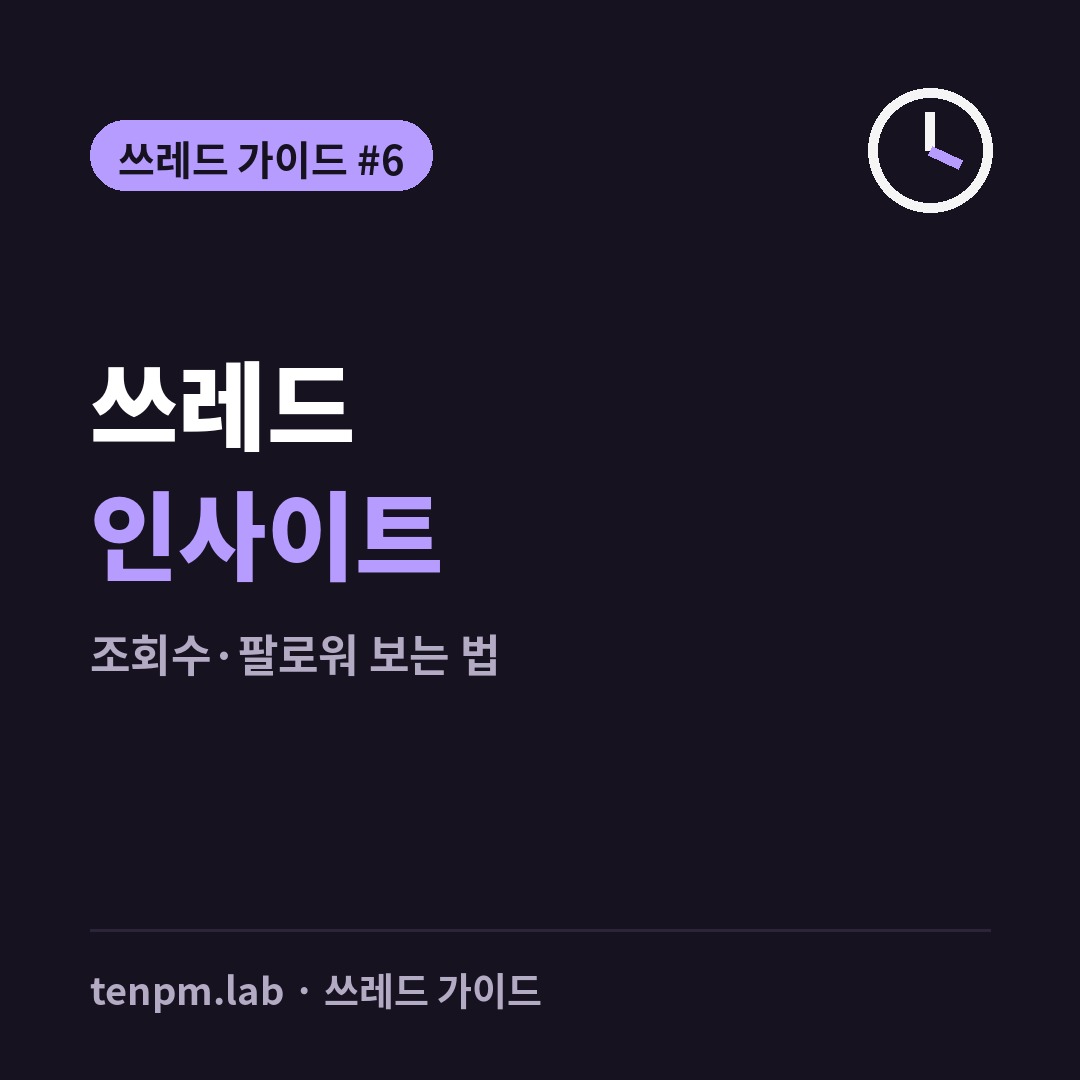 쓰레드 가이드 #6
쓰레드
인사이트
조회수·팔로워 보는 법
tenpm.lab · 쓰레드 가이드